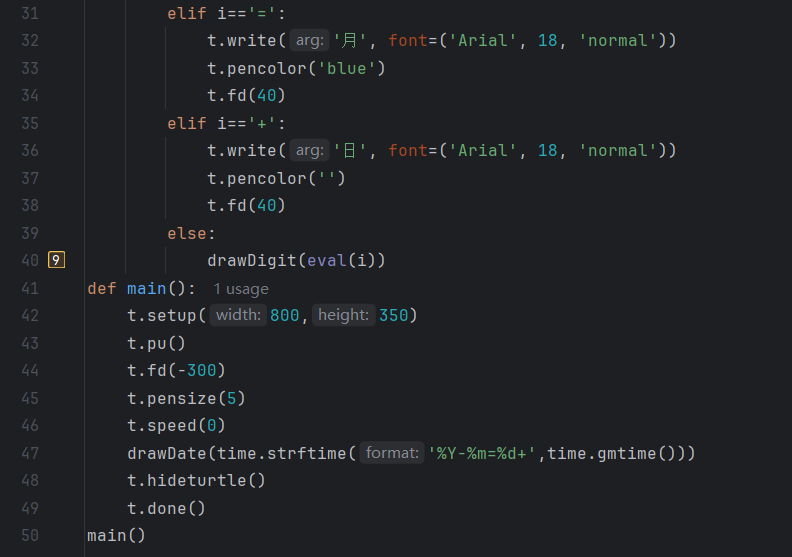 31 elif i=='=':
32 t.write( arg: '月', font=('Arial', 18, 'normal'))
33 t.pencolor('blue')
34 t.fd(40)
35 elif i=='+':
36 t.write( arg: '日', font=('Arial', 18, 'normal'))
37 t.pencolor('')
38 t.fd(40)
39 else:
40 9 drawDigit(eval(i))
41 def main(): 1 usage
42 t.setup( width: 800, height: 350)
43 t.pu()
44 t.fd(-300)
45 t.pensize(5)
46 t.speed(0)
47 drawDate(time.strftime( format: '%Y-%m=%d+',time.gmtime()))
48 t.hideturtle()
49 t.done()
50 main()